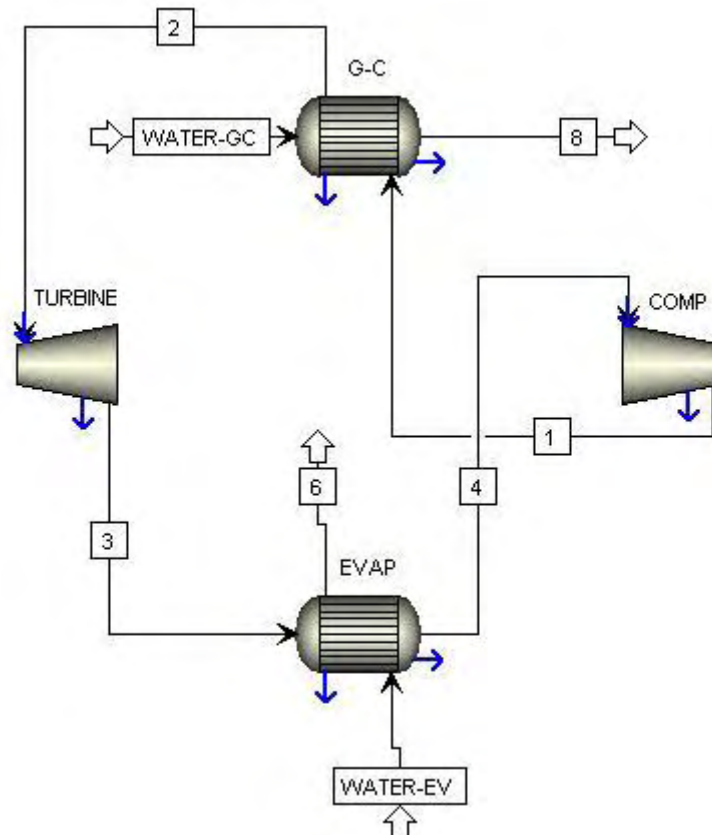 2
G-C
WATER-GC
8
TURBINE
COMP
1
6
4
3
EVAP
WATER-EV